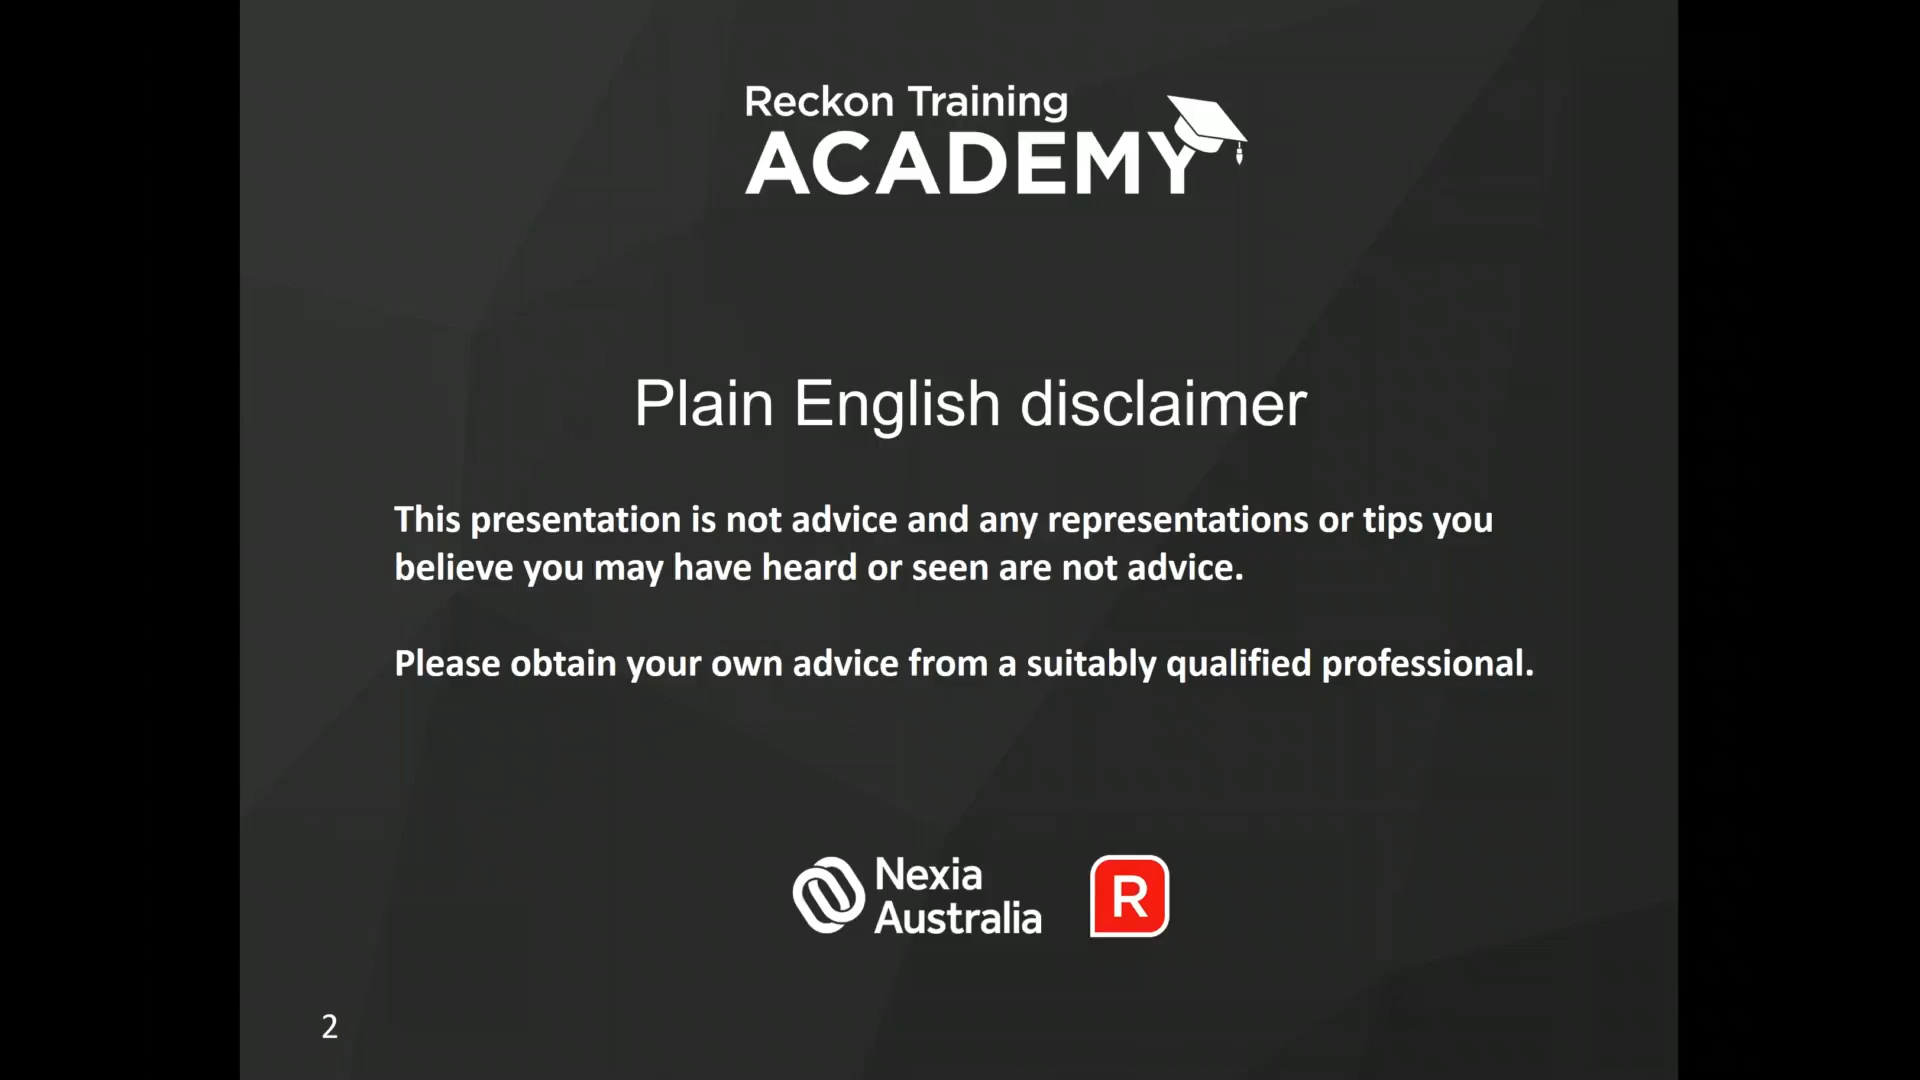 Reckon Training
ACADEMY
Plain English disclaimer
This presentation is not advice and any representations or tips you
believe you may have heard or seen are not advice.
Please obtain your own advice from a suitably qualified professional.
Nexia
Australia
R
2